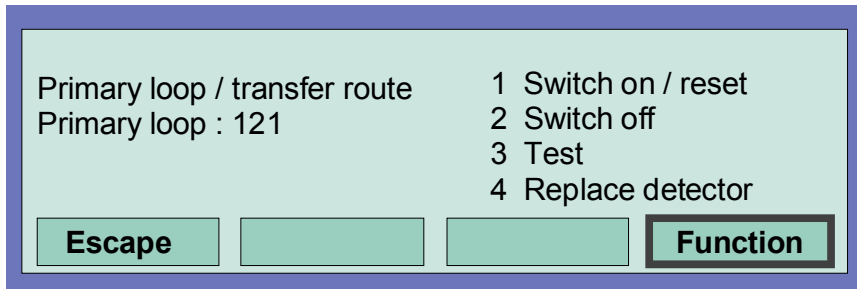 Primary loop / transfer route
Primary loop : 121
1 Switch on / reset
2 Switch off
3 Test
4 Replace detector
Escape
Function